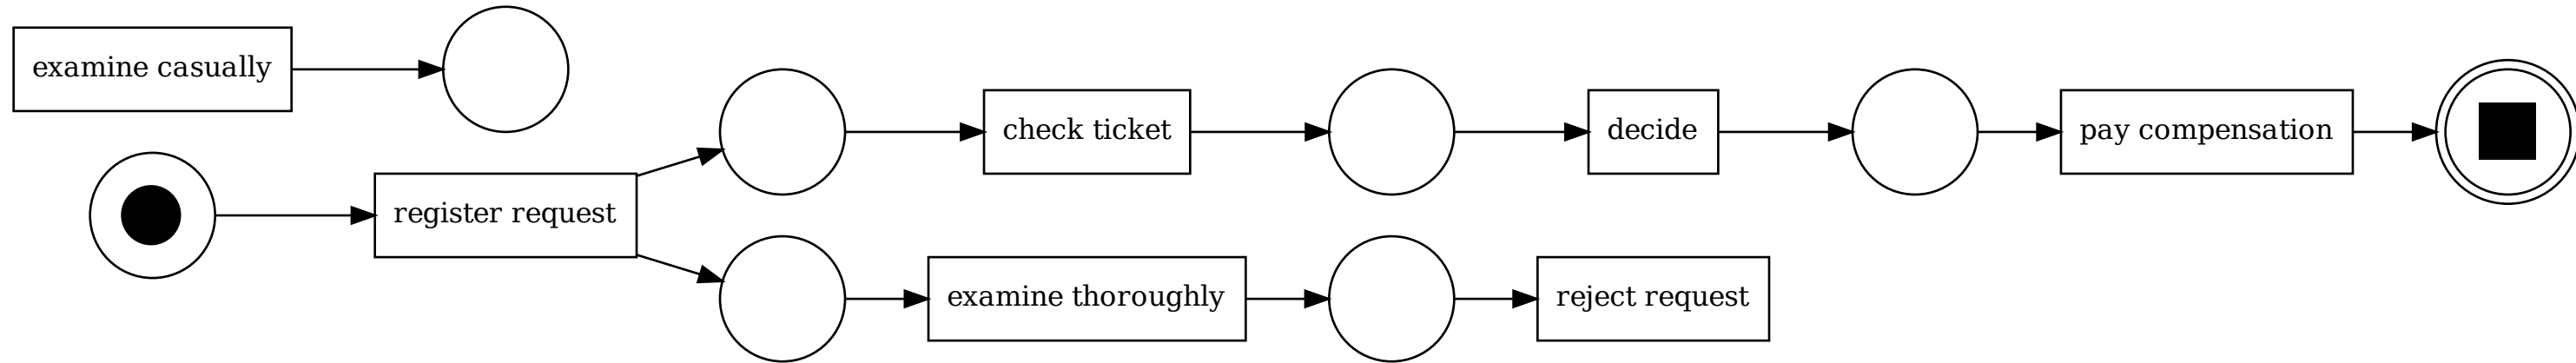 examine casually
register request
check ticket
examine thoroughly
decide
reject request
pay compensation